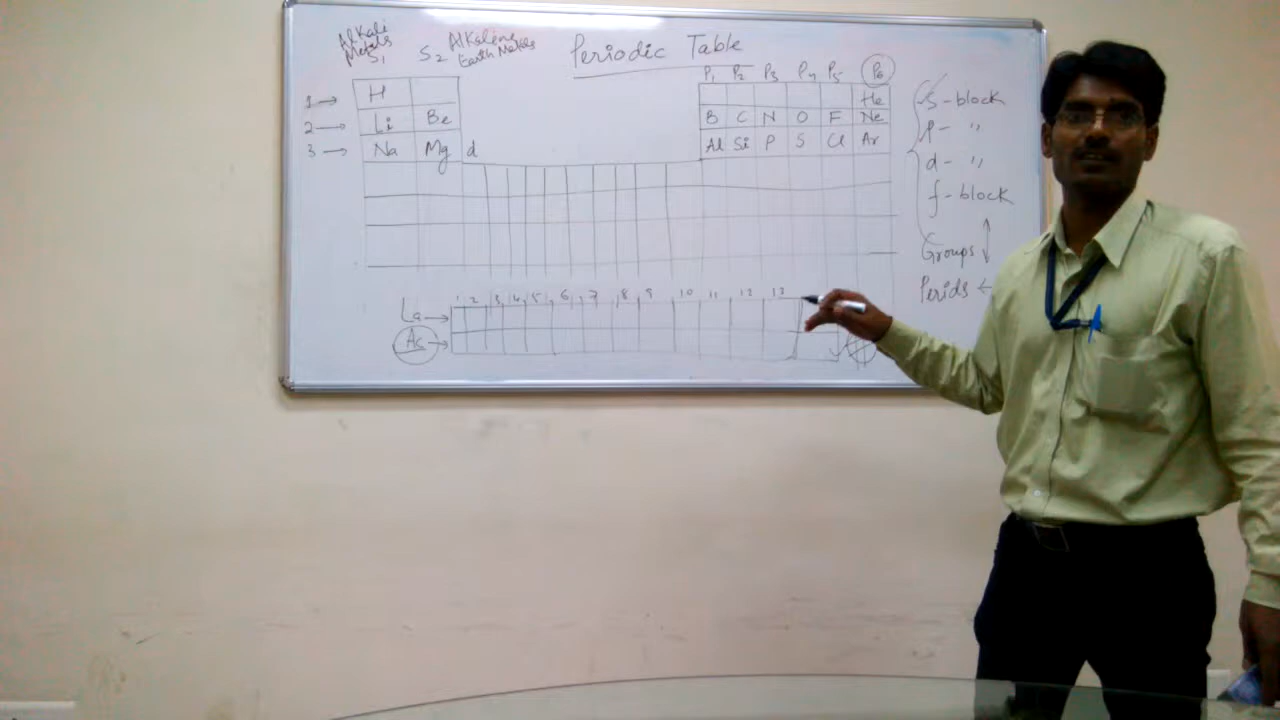 Periodic Table
Alkali
Metals
S1
S2 Alkalene
Earth Metals
P1 P2 P3 P4 P5 P6
1 → H He
2 → Li Be B C N O F Ne
3 → Na Mg d Al Si P S Cl Ar
S-block
p- "
d- "
f-block
Groups
Perids
1 2 3 4 5 6 7 8 9 10 11 12 13
La →
Ac →